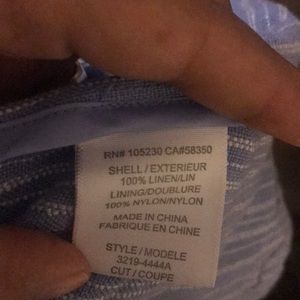 RN# 105230 CA#58350
SHELL / EXTERIEUR
100% LINEN/LIN
LINING/DOUBLURE
100% NYLON/NYLON
MADE IN CHINA
FABRIQUE EN CHINE
STYLE / MODELE
3219-4444A
CUT / COUPE